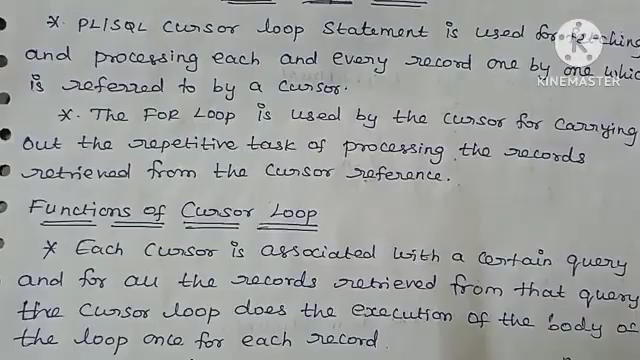 * PL/SQL cursor loop statement is used for fetching
and processing each and every record one by one which
is referred to by a cursor.
KINEMASTER
* The FOR LOOP is used by the cursor for carrying
out the repetitive task of processing the records
retrieved from the cursor reference.
Functions of Cursor Loop
* Each cursor is associated with a certain query
and for all the records retrieved from that query
the cursor loop does the execution of the body of
the loop once for each record.